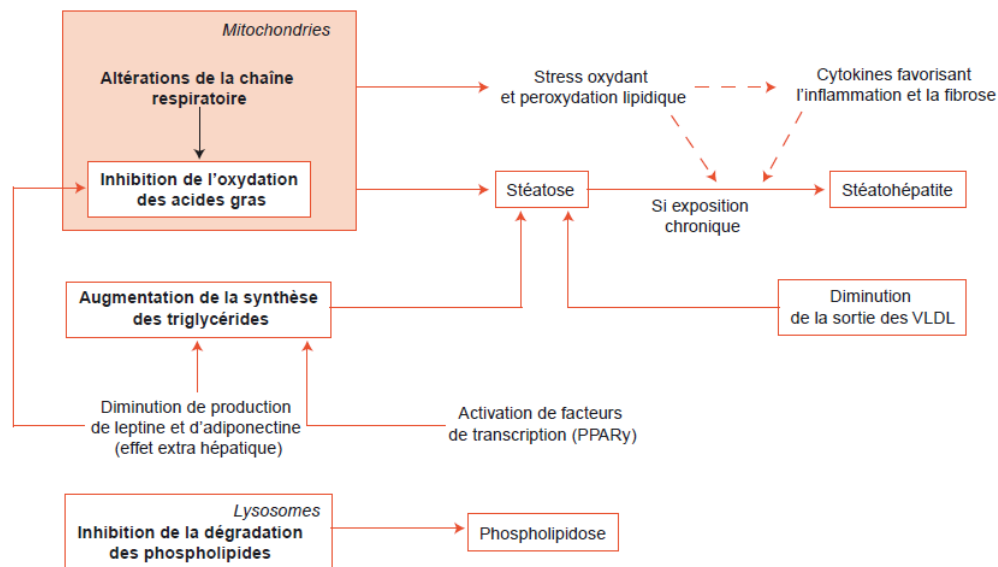 Mitochondries
Altérations de la chaîne
respiratoire
Inhibition de l'oxydation
des acides gras
Stress oxydant
et peroxydation lipidique
Cytokines favorisant
l'inflammation et la fibrose
Stéatose
Si exposition
chronique
Stéatohépatite
Augmentation de la synthèse
des triglycérides
Diminution
de la sortie des VLDL
Diminution de production
de leptine et d'adiponectine
(effet extra hépatique)
Activation de facteurs
de transcription (PPARy)
Lysosomes
Inhibition de la dégradation
des phospholipides
Phospholipidose